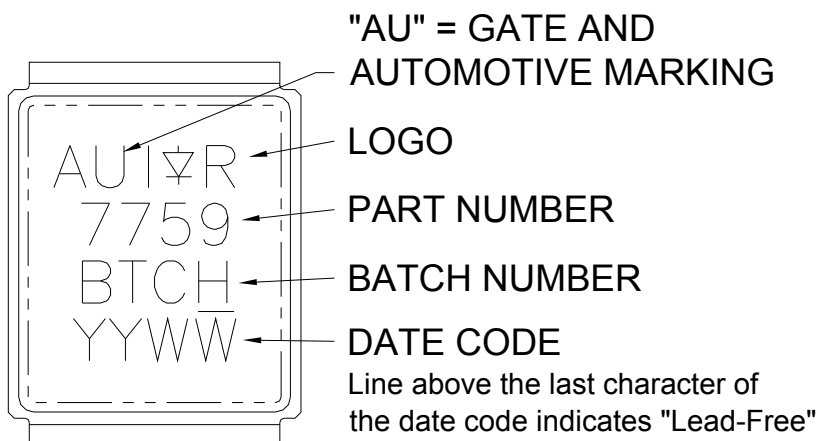 "AU" = GATE AND
AUTOMOTIVE MARKING
AUI R
LOGO
7759
PART NUMBER
BTCH
BATCH NUMBER
YYWW
DATE CODE
Line above the last character of
the date code indicates "Lead-Free"